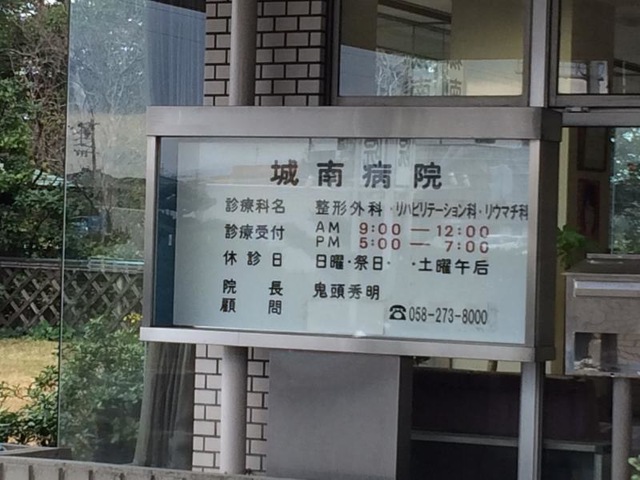 城南病院
診療科名 整形外科・リハビリテーション科・リウマチ科
診療受付 AM 9:00 — 12:00
PM 5:00 — 7:00
休診日 日曜・祭日・ ・土曜午后
院長 鬼頭秀明
顧問
☎058-273-8000